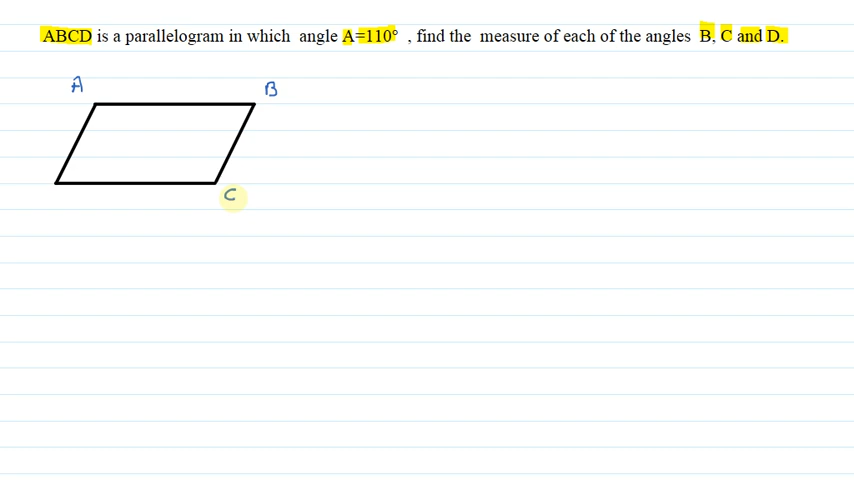 ABCD is a parallelogram in which angle A=110° , find the measure of each of the angles B, C and D.
A B
C